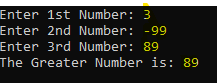 Enter 1st Number: 3
Enter 2nd Number: -99
Enter 3rd Number: 89
The Greater Number is: 89